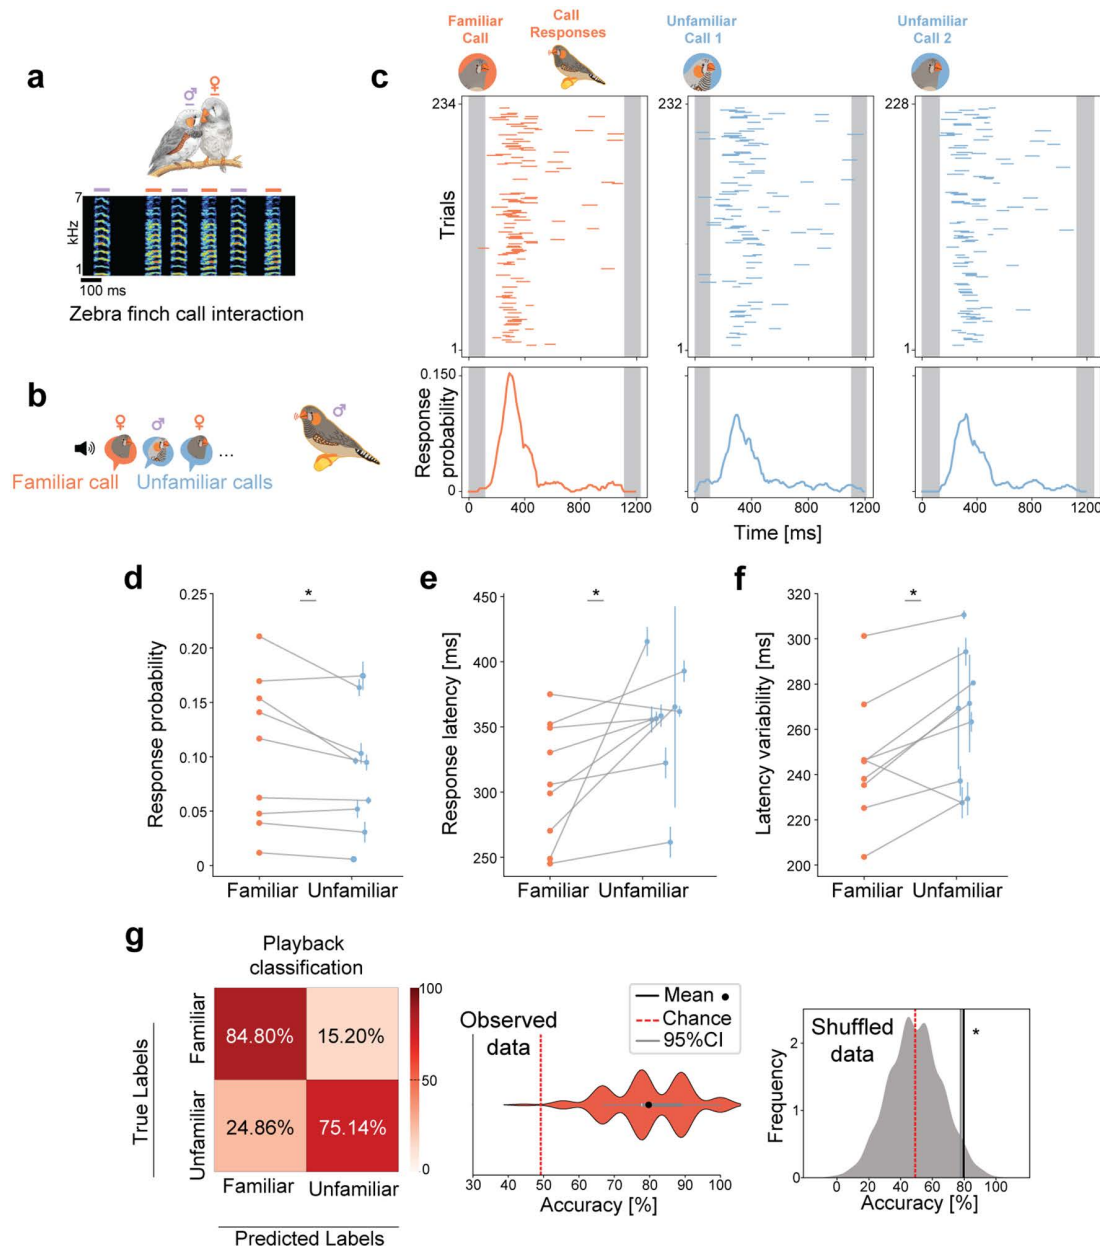 a
♂ ♀
7
kHz
1
100 ms
Zebra finch call interaction
b
♀ ♂ ♀
...
♂
Familiar call Unfamiliar calls
c
Familiar
Call
Call
Responses
Unfamiliar
Call 1
Unfamiliar
Call 2
234
Trials
1
232
1
228
1
0.150
Response
probability
0
0 400 800 1200
0 400 800 1200
0 400 800 1200
Time [ms]
d
*
Response probability
0.25
0.20
0.15
0.10
0.05
0
Familiar Unfamiliar
e
*
Response latency [ms]
450
400
350
300
250
Familiar Unfamiliar
f
*
Latency variability [ms]
320
300
280
260
240
220
200
Familiar Unfamiliar
g
Playback
classification
True Labels
Familiar
Unfamiliar
84.80% 15.20%
24.86% 75.14%
Familiar Unfamiliar
Predicted Labels
100
50
0
Observed
data
Mean
Chance
95%CI
30 40 50 60 70 80 90 100
Accuracy [%]
Shuffled
data
*
Frequency
2
1
0
0 20 40 60 80 100
Accuracy [%]